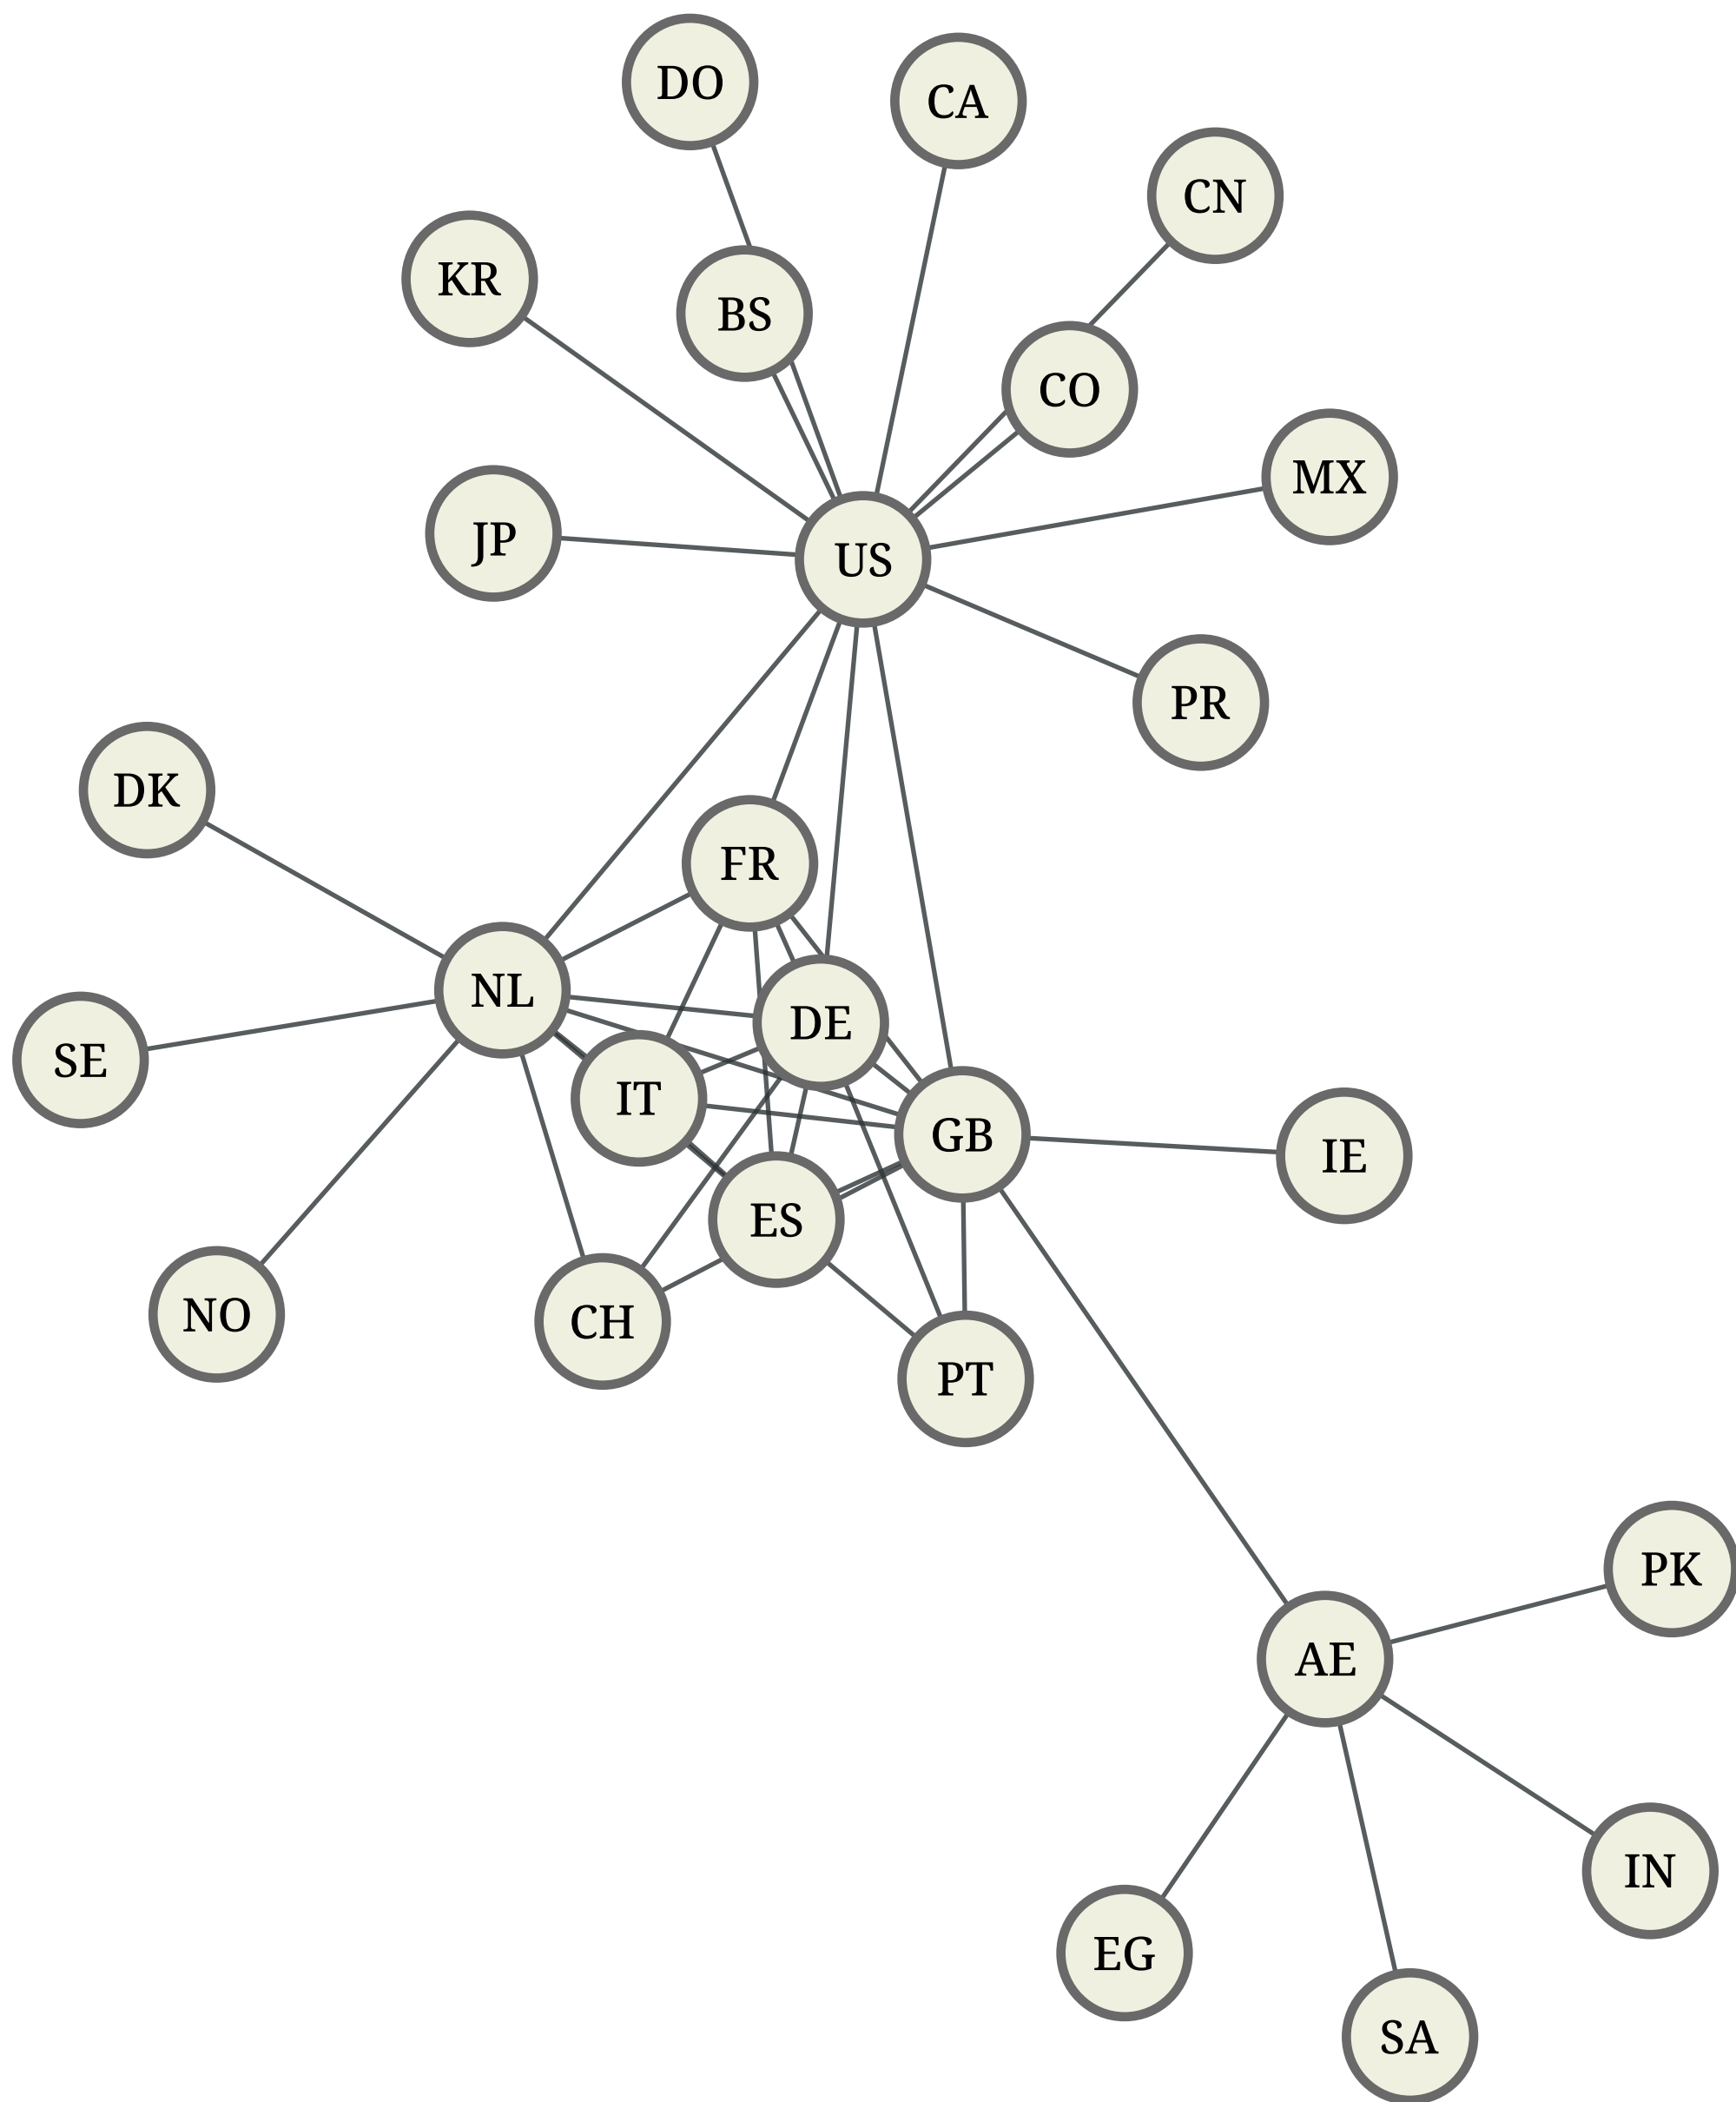 DO
CA
CN
KR
BS
CO
MX
JP
US
PR
DK
FR
NL
DE
SE
IT
GB
IE
ES
NO
CH
PT
PK
AE
IN
EG
SA